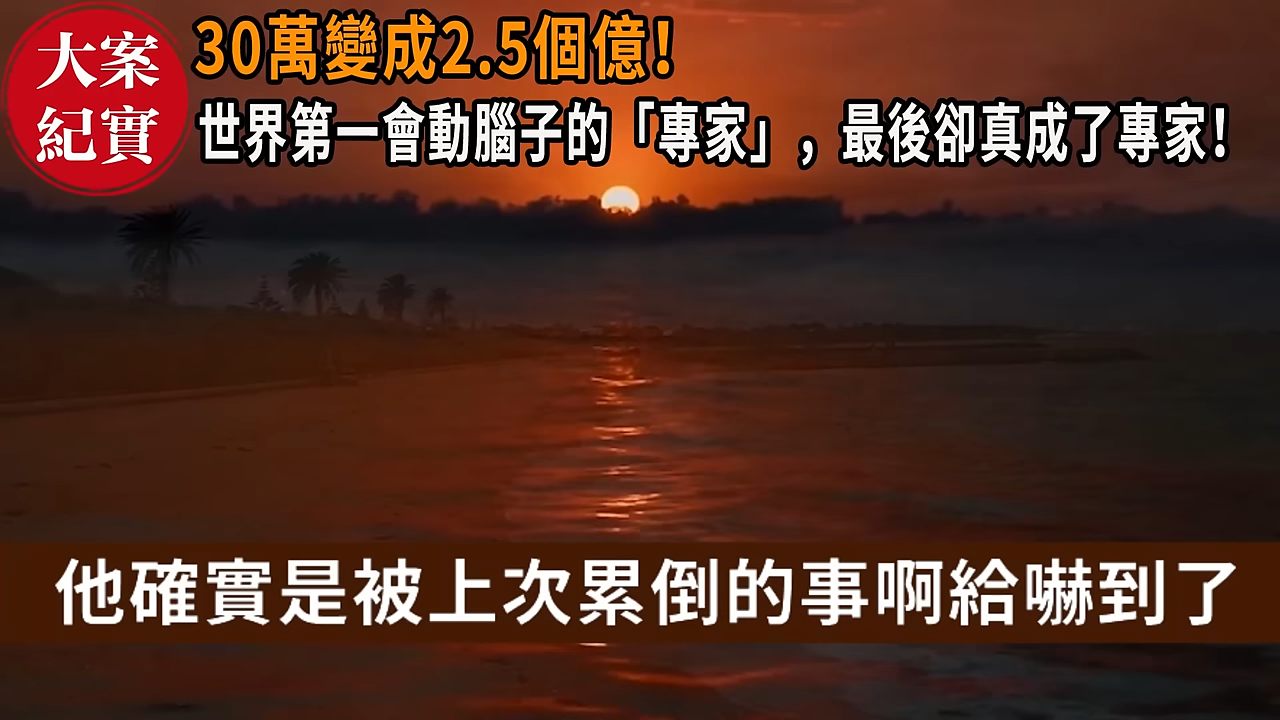 大案
紀實
30萬變成2.5個億!
世界第一會動腦子的「專家」,最後卻真成了專家!
他確實是被上次累倒的事啊給嚇到了